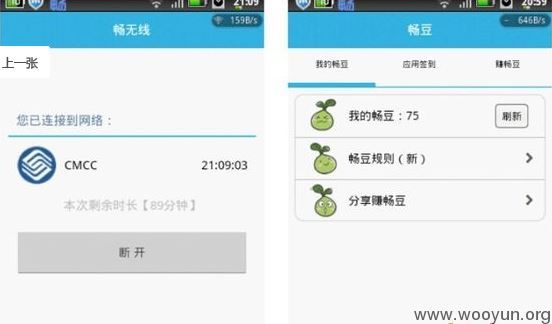 21:09
畅无线
159B/s
上一张
您已连接到网络：
CMCC
21:09:03
本次剩余时长【89分钟】
断 开
20:59
畅豆
646B/s
我的畅豆
应用签到
赚畅豆
我的畅豆：75
刷新
畅豆规则（新）
分享赚畅豆
www.wooyun.org